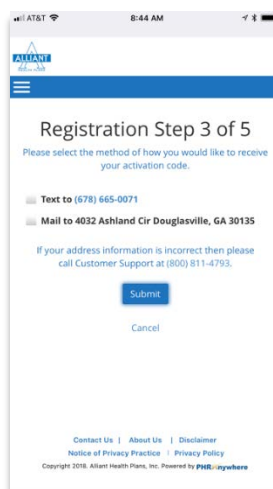 AT&T 8:44 AM
ALLIANT
Registration Step 3 of 5
Please select the method of how you would like to receive
your activation code.
Text to (678) 665-0071
Mail to 4032 Ashland Cir Douglasville, GA 30135
If your address information is incorrect then please
call Customer Support at (800) 811-4793.
Submit
Cancel
Contact Us | About Us | Disclaimer
Notice of Privacy Practice | Privacy Policy
Copyright 2018. Alliant Health Plans, Inc. Powered by PHRAnywhere